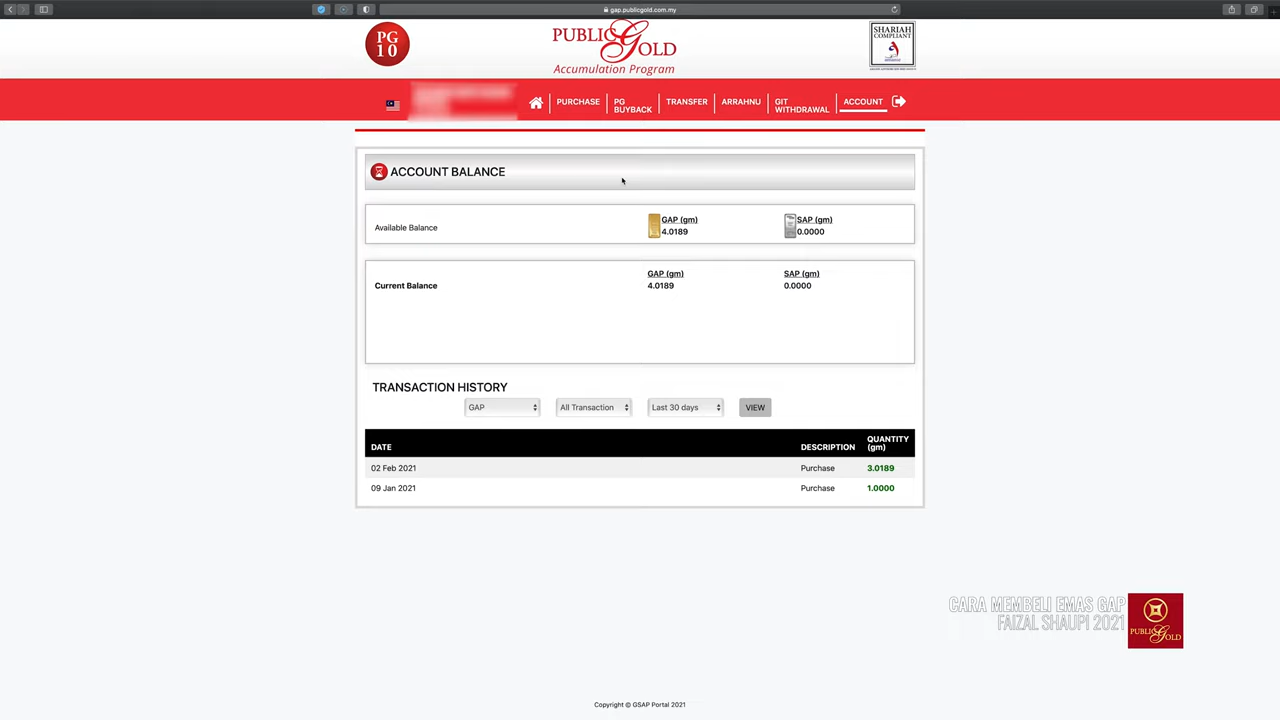 gap.publicgold.com.my
PG
10
PUBLIC Gold
Accumulation Program
SHARIAH
COMPLIANT
PURCHASE
PG
BUYBACK
TRANSFER
ARRAHNU
GIT
WITHDRAWAL
ACCOUNT
ACCOUNT BALANCE
Available Balance
GAP (gm)
4.0189
SAP (gm)
0.0000
Current Balance
GAP (gm)
4.0189
SAP (gm)
0.0000
TRANSACTION HISTORY
GAP
All Transaction
Last 30 days
VIEW
DATE
DESCRIPTION
QUANTITY
(gm)
02 Feb 2021
Purchase
3.0189
09 Jan 2021
Purchase
1.0000
CARA MEMBELI EMAS GAP
FAIZAL SHAUPI 2021
PUBLIC Gold
Copyright © GSAP Portal 2021